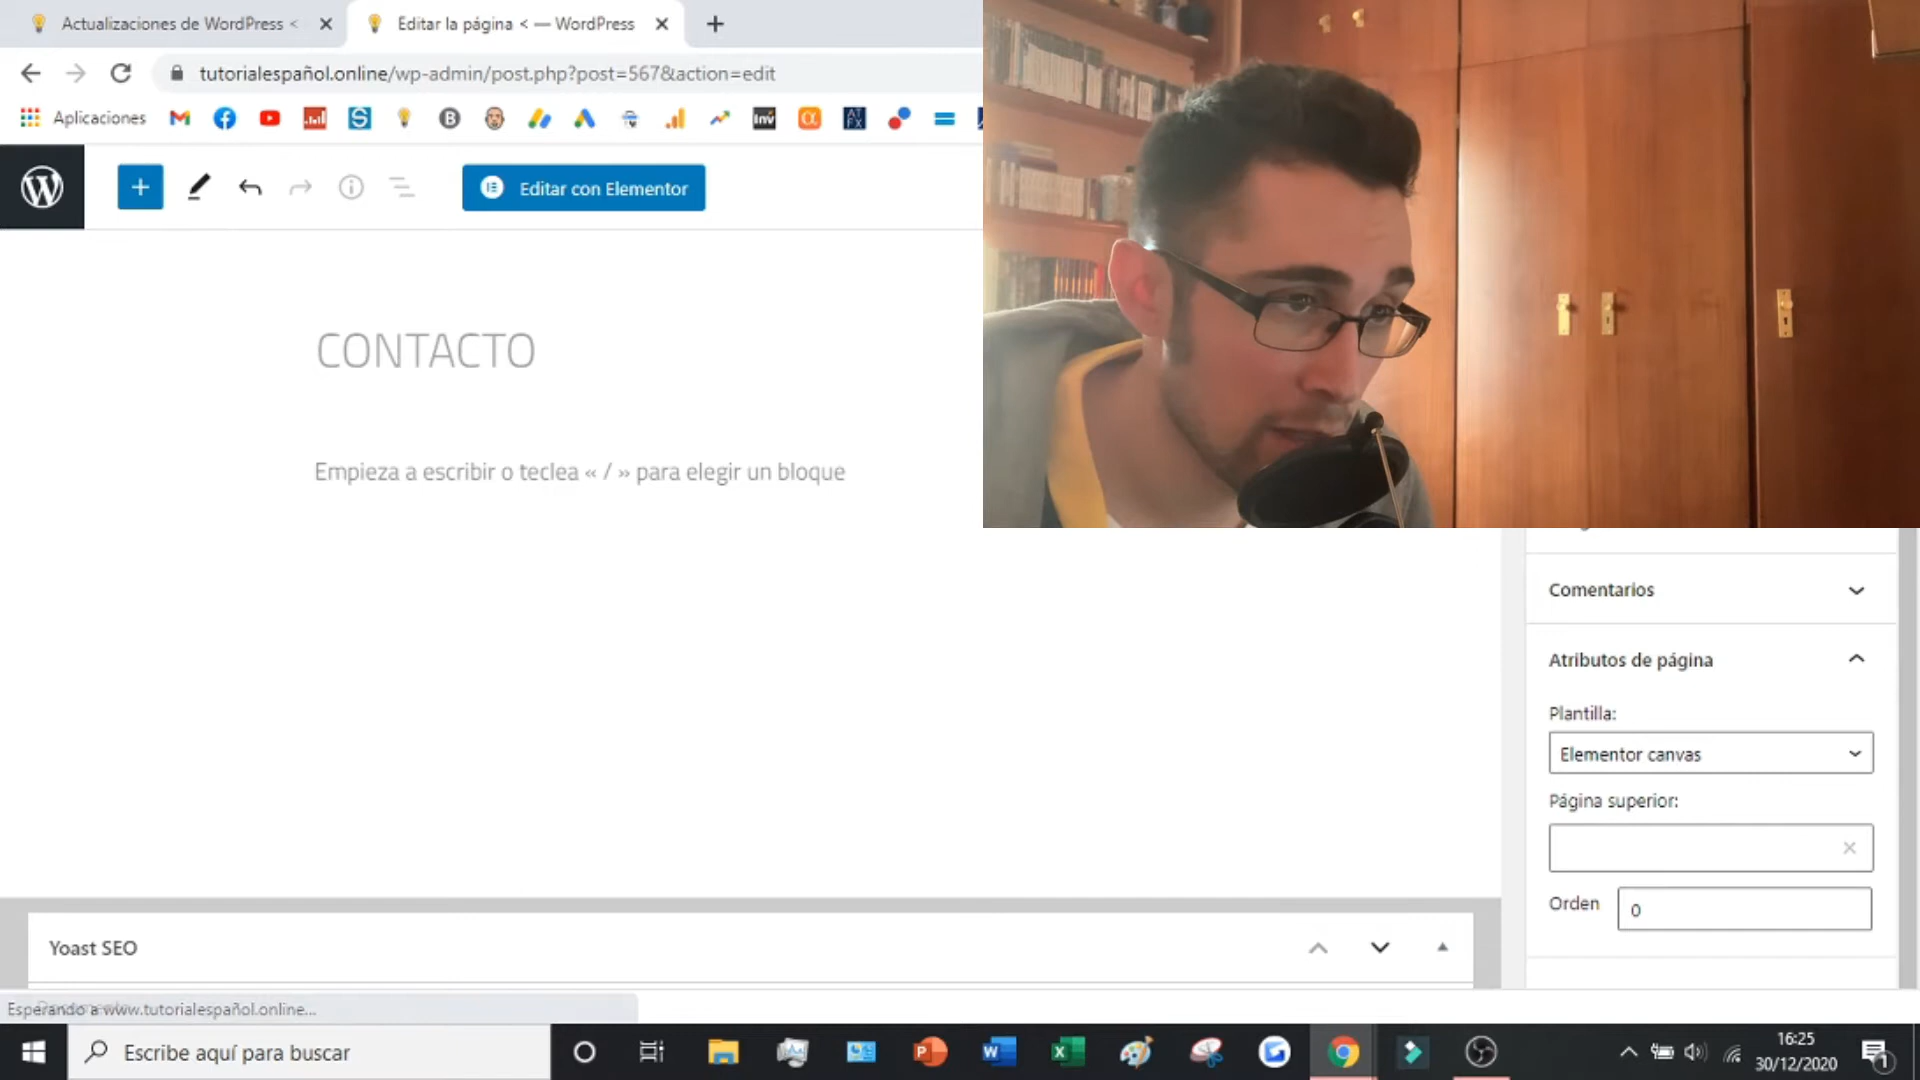 Actualizaciones de WordPress <
Editar la página < — WordPress
tutorialespañol.online/wp-admin/post.php?post=567&action=edit
Aplicaciones
Editar con Elementor
CONTACTO
Empieza a escribir o teclea « / » para elegir un bloque
Comentarios
Atributos de página
Plantilla:
Elementor canvas
Página superior:
Orden
0
Yoast SEO
Esperando a www.tutorialespañol.online...
Escribe aquí para buscar
16:25
30/12/2020
1